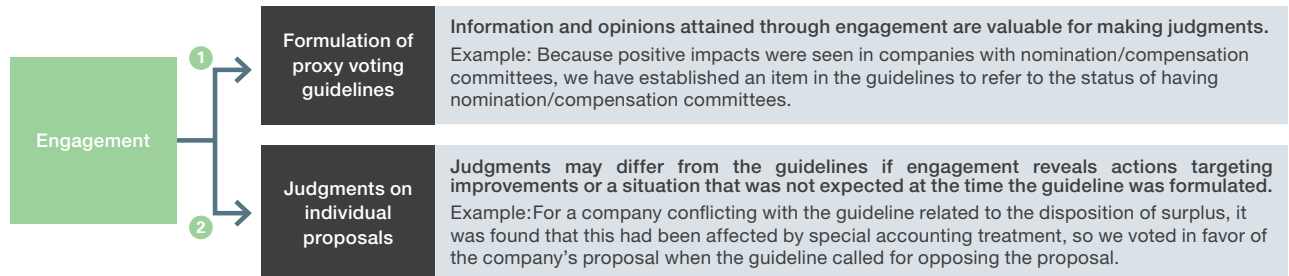 Engagement
1
Formulation of
proxy voting
guidelines
Information and opinions attained through engagement are valuable for making judgments.
Example: Because positive impacts were seen in companies with nomination/compensation
committees, we have established an item in the guidelines to refer to the status of having
nomination/compensation committees.
2
Judgments on
individual
proposals
Judgments may differ from the guidelines if engagement reveals actions targeting
improvements or a situation that was not expected at the time the guideline was formulated.
Example:For a company conflicting with the guideline related to the disposition of surplus, it
was found that this had been affected by special accounting treatment, so we voted in favor of
the company's proposal when the guideline called for opposing the proposal.